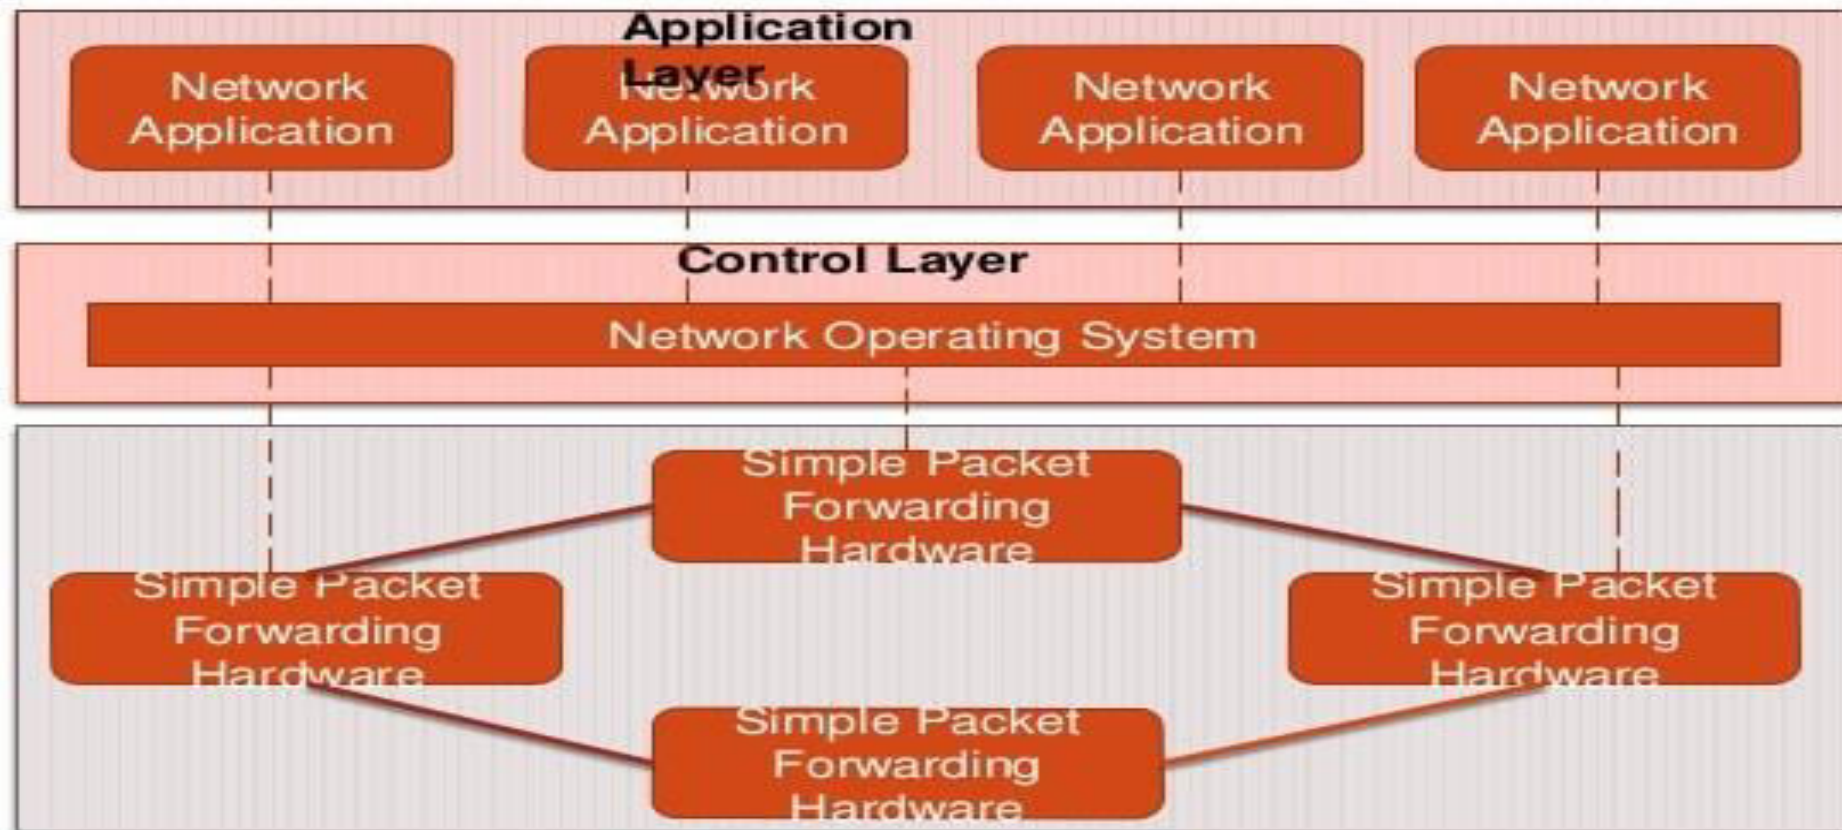 Application
Layer
Network
Application
Network
Application
Network
Application
Network
Application
Control Layer
Network Operating System
Simple Packet
Forwarding
Hardware
Simple Packet
Forwarding
Hardware
Simple Packet
Forwarding
Hardware
Simple Packet
Forwarding
Hardware